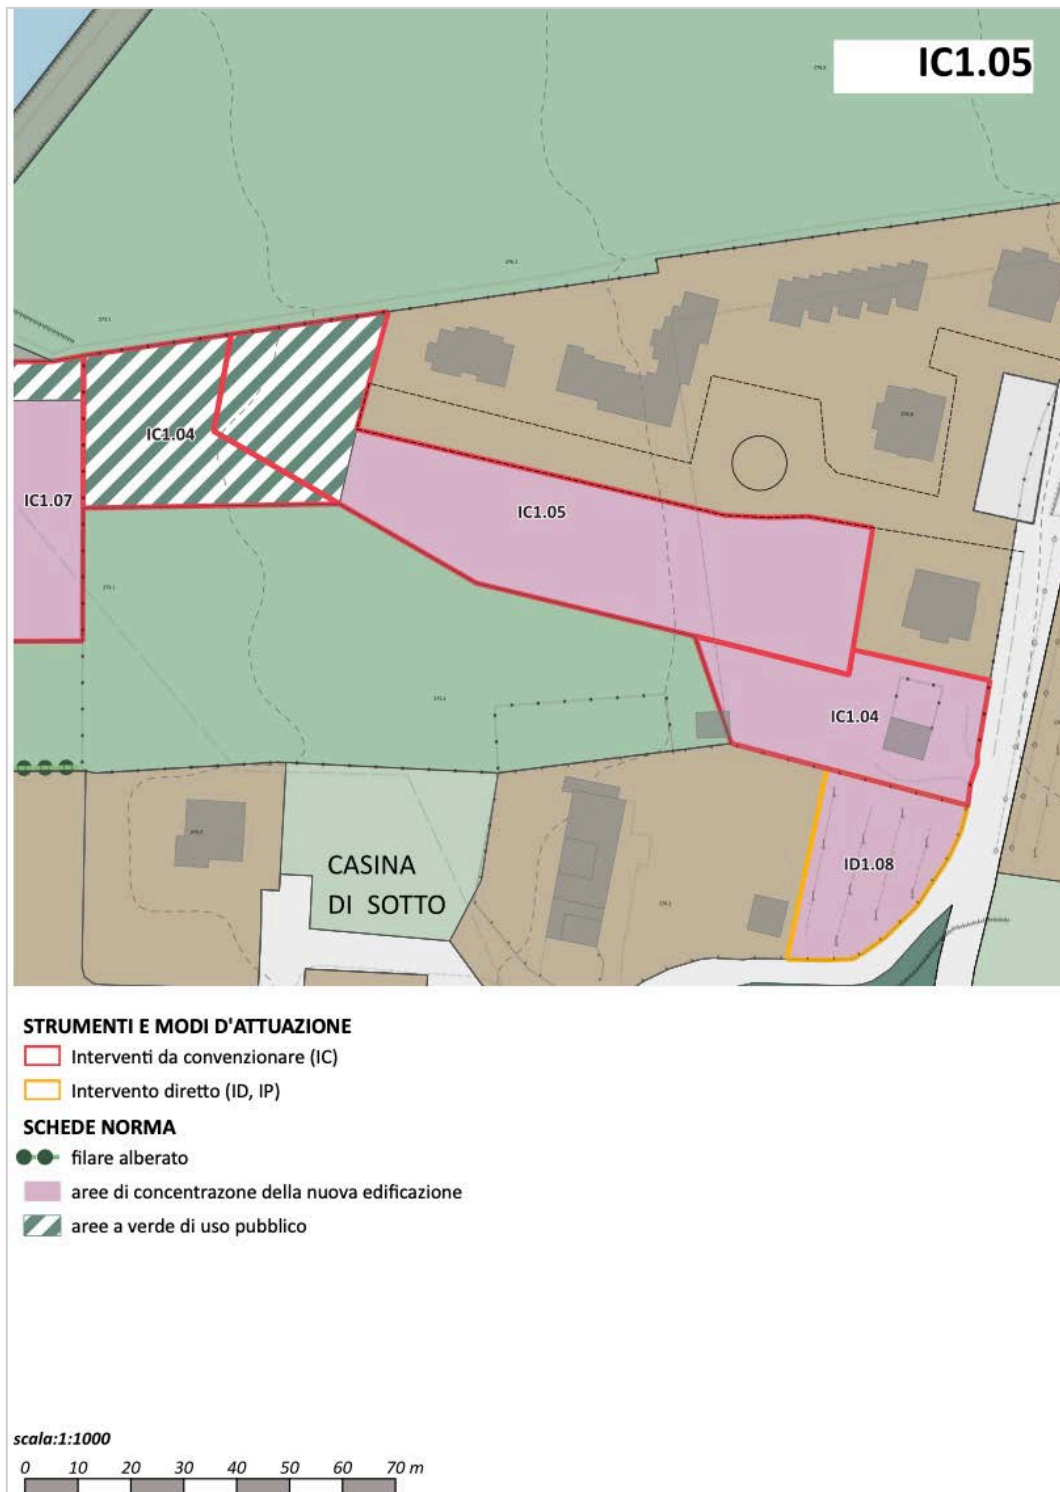 IC1.05
IC1.04
IC1.07
IC1.05
IC1.04
ID1.08
CASINA
DI SOTTO
STRUMENTI E MODI D'ATTUAZIONE
Interventi da convenzionare (IC)
Intervento diretto (ID, IP)
SCHEDE NORMA
filare alberato
aree di concentrazone della nuova edificazione
aree a verde di uso pubblico
scala:1:1000
0 10 20 30 40 50 60 70 m